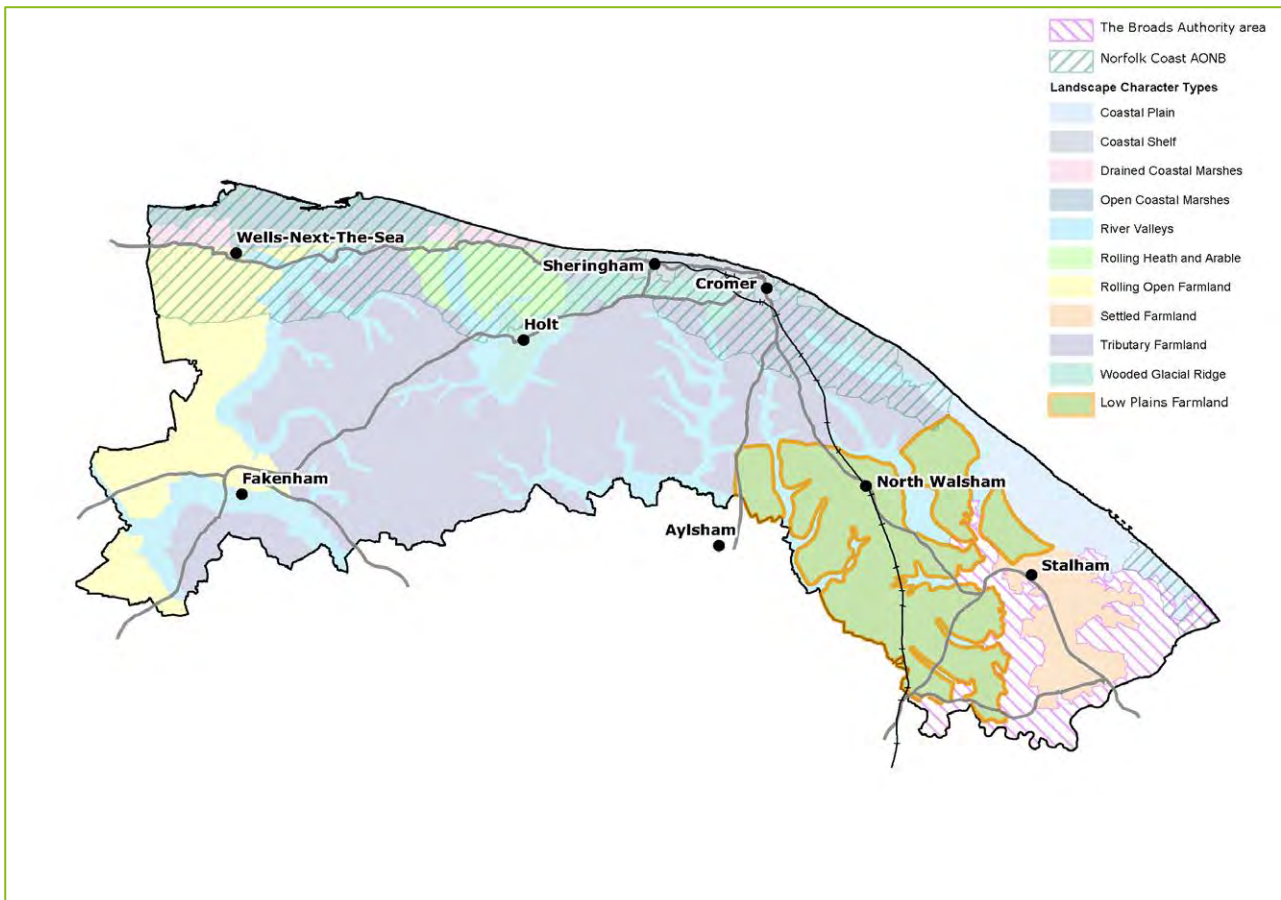 The Broads Authority area
Norfolk Coast AONB
Landscape Character Types
Coastal Plain
Coastal Shelf
Drained Coastal Marshes
Open Coastal Marshes
River Valleys
Rolling Heath and Arable
Rolling Open Farmland
Settled Farmland
Tributary Farmland
Wooded Glacial Ridge
Low Plains Farmland
Wells-Next-The-Sea
Sheringham
Cromer
Holt
Fakenham
North Walsham
Aylsham
Stalham